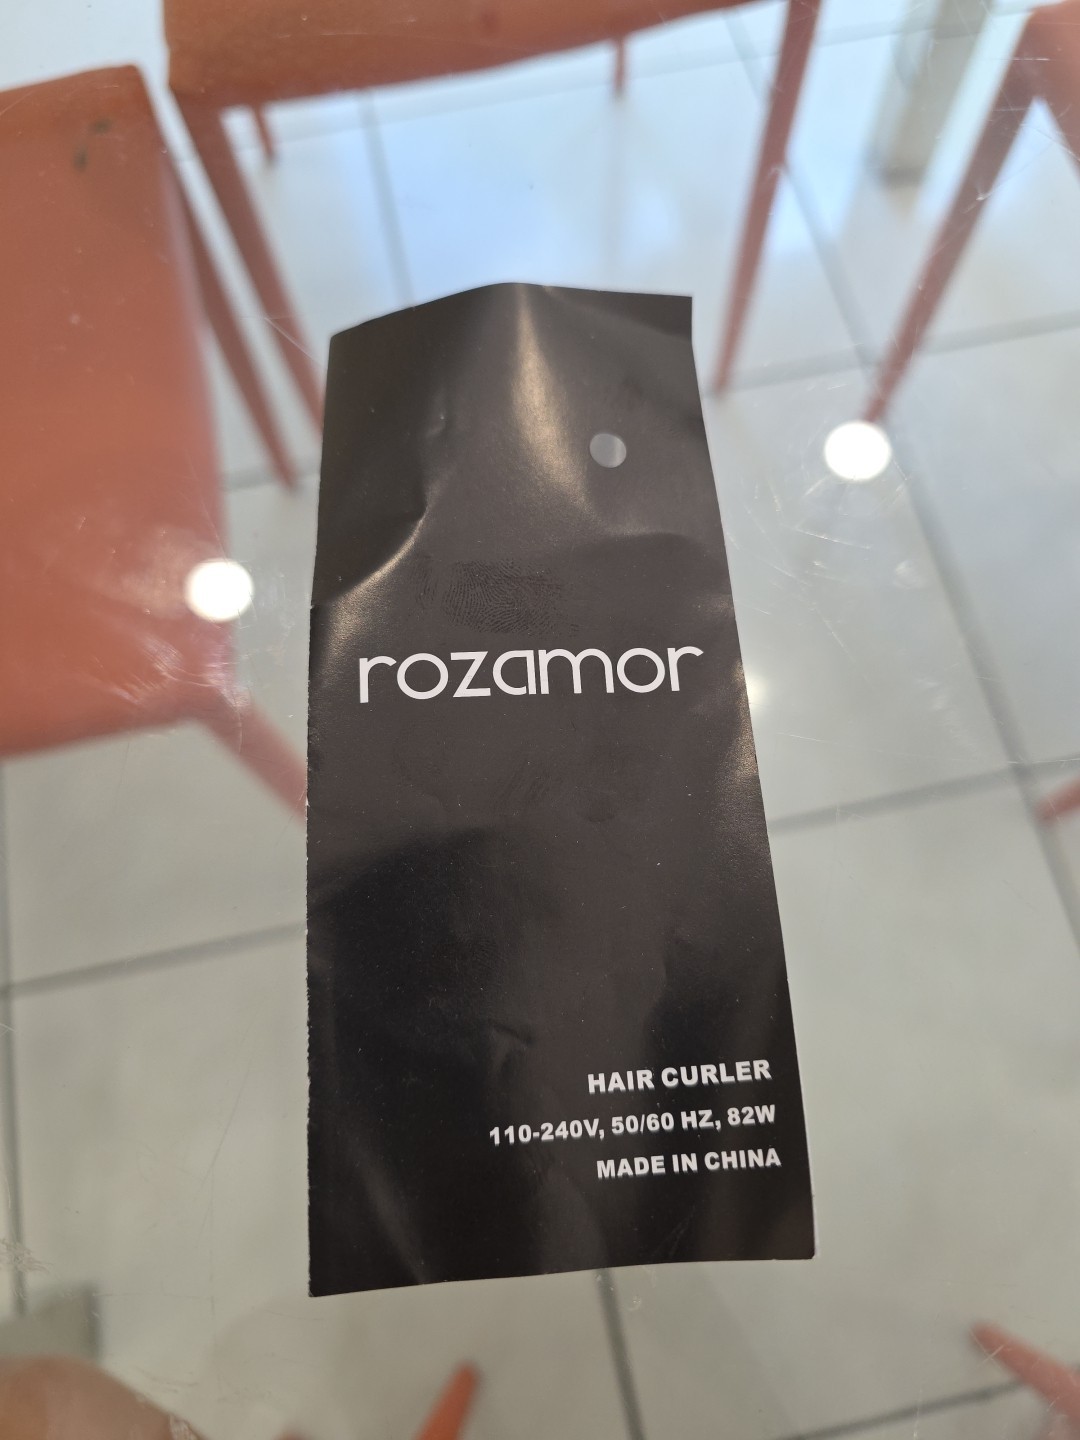 rozamor
HAIR CURLER
110-240V, 50/60 HZ, 82W
MADE IN CHINA